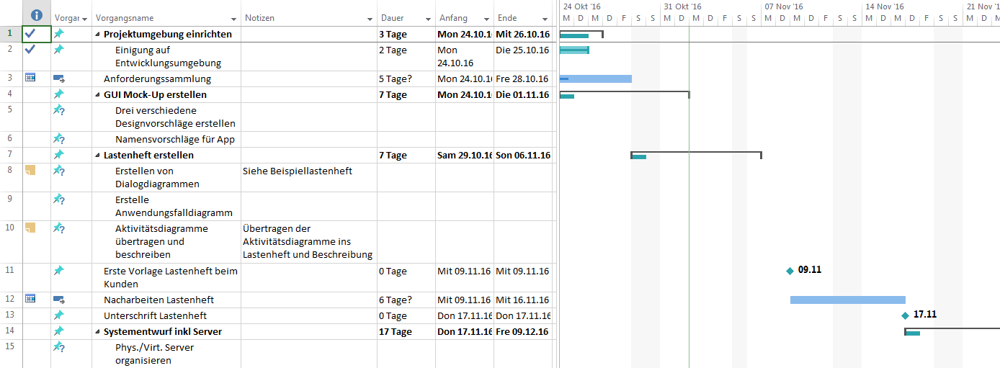 24 Okt '16 31 Okt '16 07 Nov '16 14 Nov '16 21 Nov '1
Vorgar Vorgangsname Notizen Dauer Anfang Ende M D M D F S S M D M D F S S M D M D F S S M D M D F S S M D M
1 Projektumgebung einrichten 3 Tage Mon 24.10.1 Mit 26.10.16
2 Einigung auf 2 Tage Mon Die 25.10.16
Entwicklungsumgebung 24.10.16
3 Anforderungssammlung 5 Tage? Mon 24.10.16 Fre 28.10.16
4 GUI Mock-Up erstellen 7 Tage Mon 24.10.1 Die 01.11.16
5 Drei verschiedene
Designvorschläge erstellen
6 Namensvorschläge für App
7 Lastenheft erstellen 7 Tage Sam 29.10.16 Son 06.11.16
8 Erstellen von Siehe Beispiellastenheft
Dialogdiagrammen
9 Erstelle
Anwendungsfalldiagramm
10 Aktivitätsdiagramme Übertragen der
übertragen und Aktivitätsdiagramme ins
beschreiben Lastenheft und Beschreibung
11 Erste Vorlage Lastenheft beim 0 Tage Mit 09.11.16 Mit 09.11.16 09.11
Kunden
12 Nacharbeiten Lastenheft 6 Tage? Mit 09.11.16 Mit 16.11.16
13 Unterschrift Lastenheft 0 Tage Don 17.11.16 Don 17.11.16 17.11
14 Systementwurf inkl Server 17 Tage Don 17.11.16 Fre 09.12.16
15 Phys./Virt. Server
organisieren